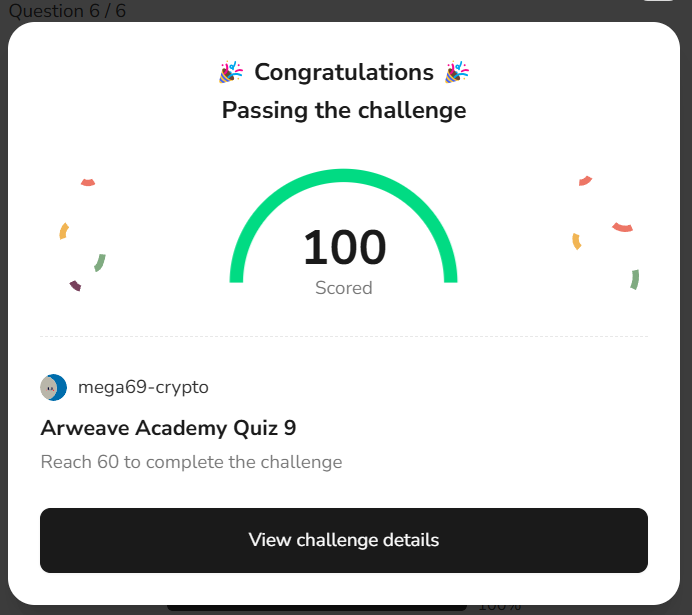 Question 6 / 6
Congratulations
Passing the challenge
100
Scored
mega69-crypto
Arweave Academy Quiz 9
Reach 60 to complete the challenge
View challenge details
100%